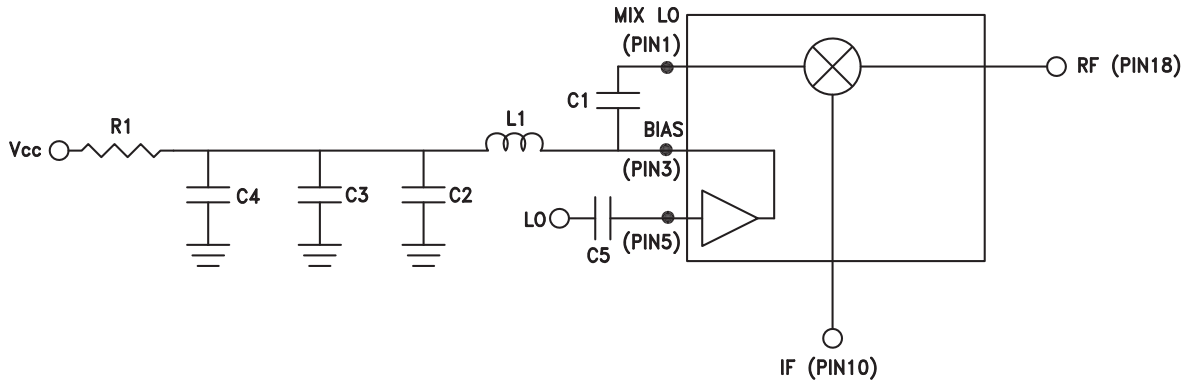 MIX LO
(PIN1)
RF (PIN18)
C1
R1
L1
BIAS
Vcc
(PIN3)
C4
C3
C2
LO
C5
(PIN5)
IF (PIN10)